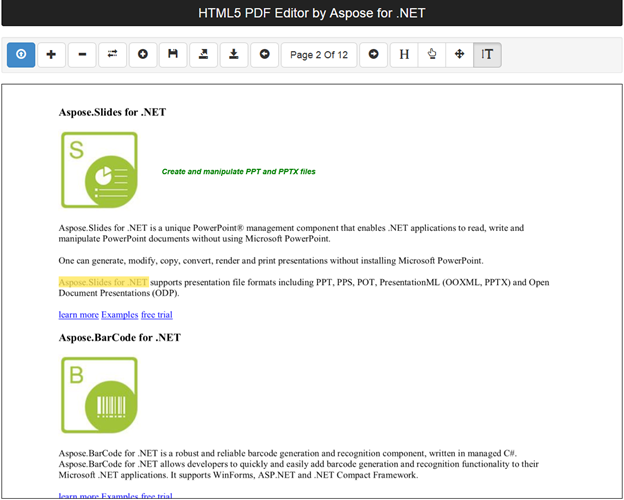 HTML5 PDF Editor by Aspose for .NET
Page 2 Of 12
H
IT
Aspose.Slides for .NET
S
Create and manipulate PPT and PPTX files
Aspose.Slides for .NET is a unique PowerPoint® management component that enables .NET applications to read, write and
manipulate PowerPoint documents without using Microsoft PowerPoint.
One can generate, modify, copy, convert, render and print presentations without installing Microsoft PowerPoint.
Aspose.Slides for .NET supports presentation file formats including PPT, PPS, POT, PresentationML (OOXML, PPTX) and Open
Document Presentations (ODP).
learn more Examples free trial
Aspose.BarCode for .NET
B
Aspose.BarCode for .NET is a robust and reliable barcode generation and recognition component, written in managed C#.
Aspose.BarCode for .NET allows developers to quickly and easily add barcode generation and recognition functionality to their
Microsoft .NET applications. It supports WinForms, ASP.NET and .NET Compact Framework.
learn more Examples free trial